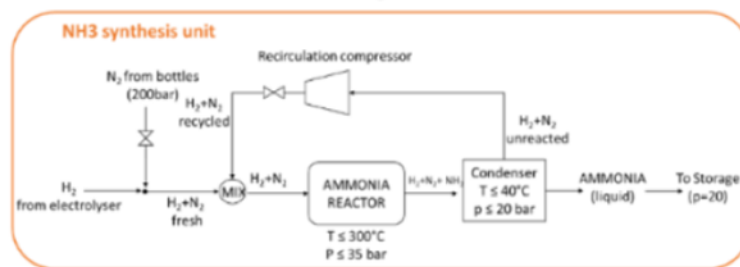 NH3 synthesis unit
Recirculation compressor
N₂ from bottles
(200bar)
H₂+N₂
recycled
H₂+N₂
unreacted
H₂
from electrolyser
H₂+N₂
fresh
MIX
H₂+N₂
AMMONIA
REACTOR
T ≤ 300°C
P ≤ 35 bar
H₂+N₂+ NH₃
Condenser
T ≤ 40°C
p ≤ 20 bar
AMMONIA
(liquid)
To Storage
(p=20)